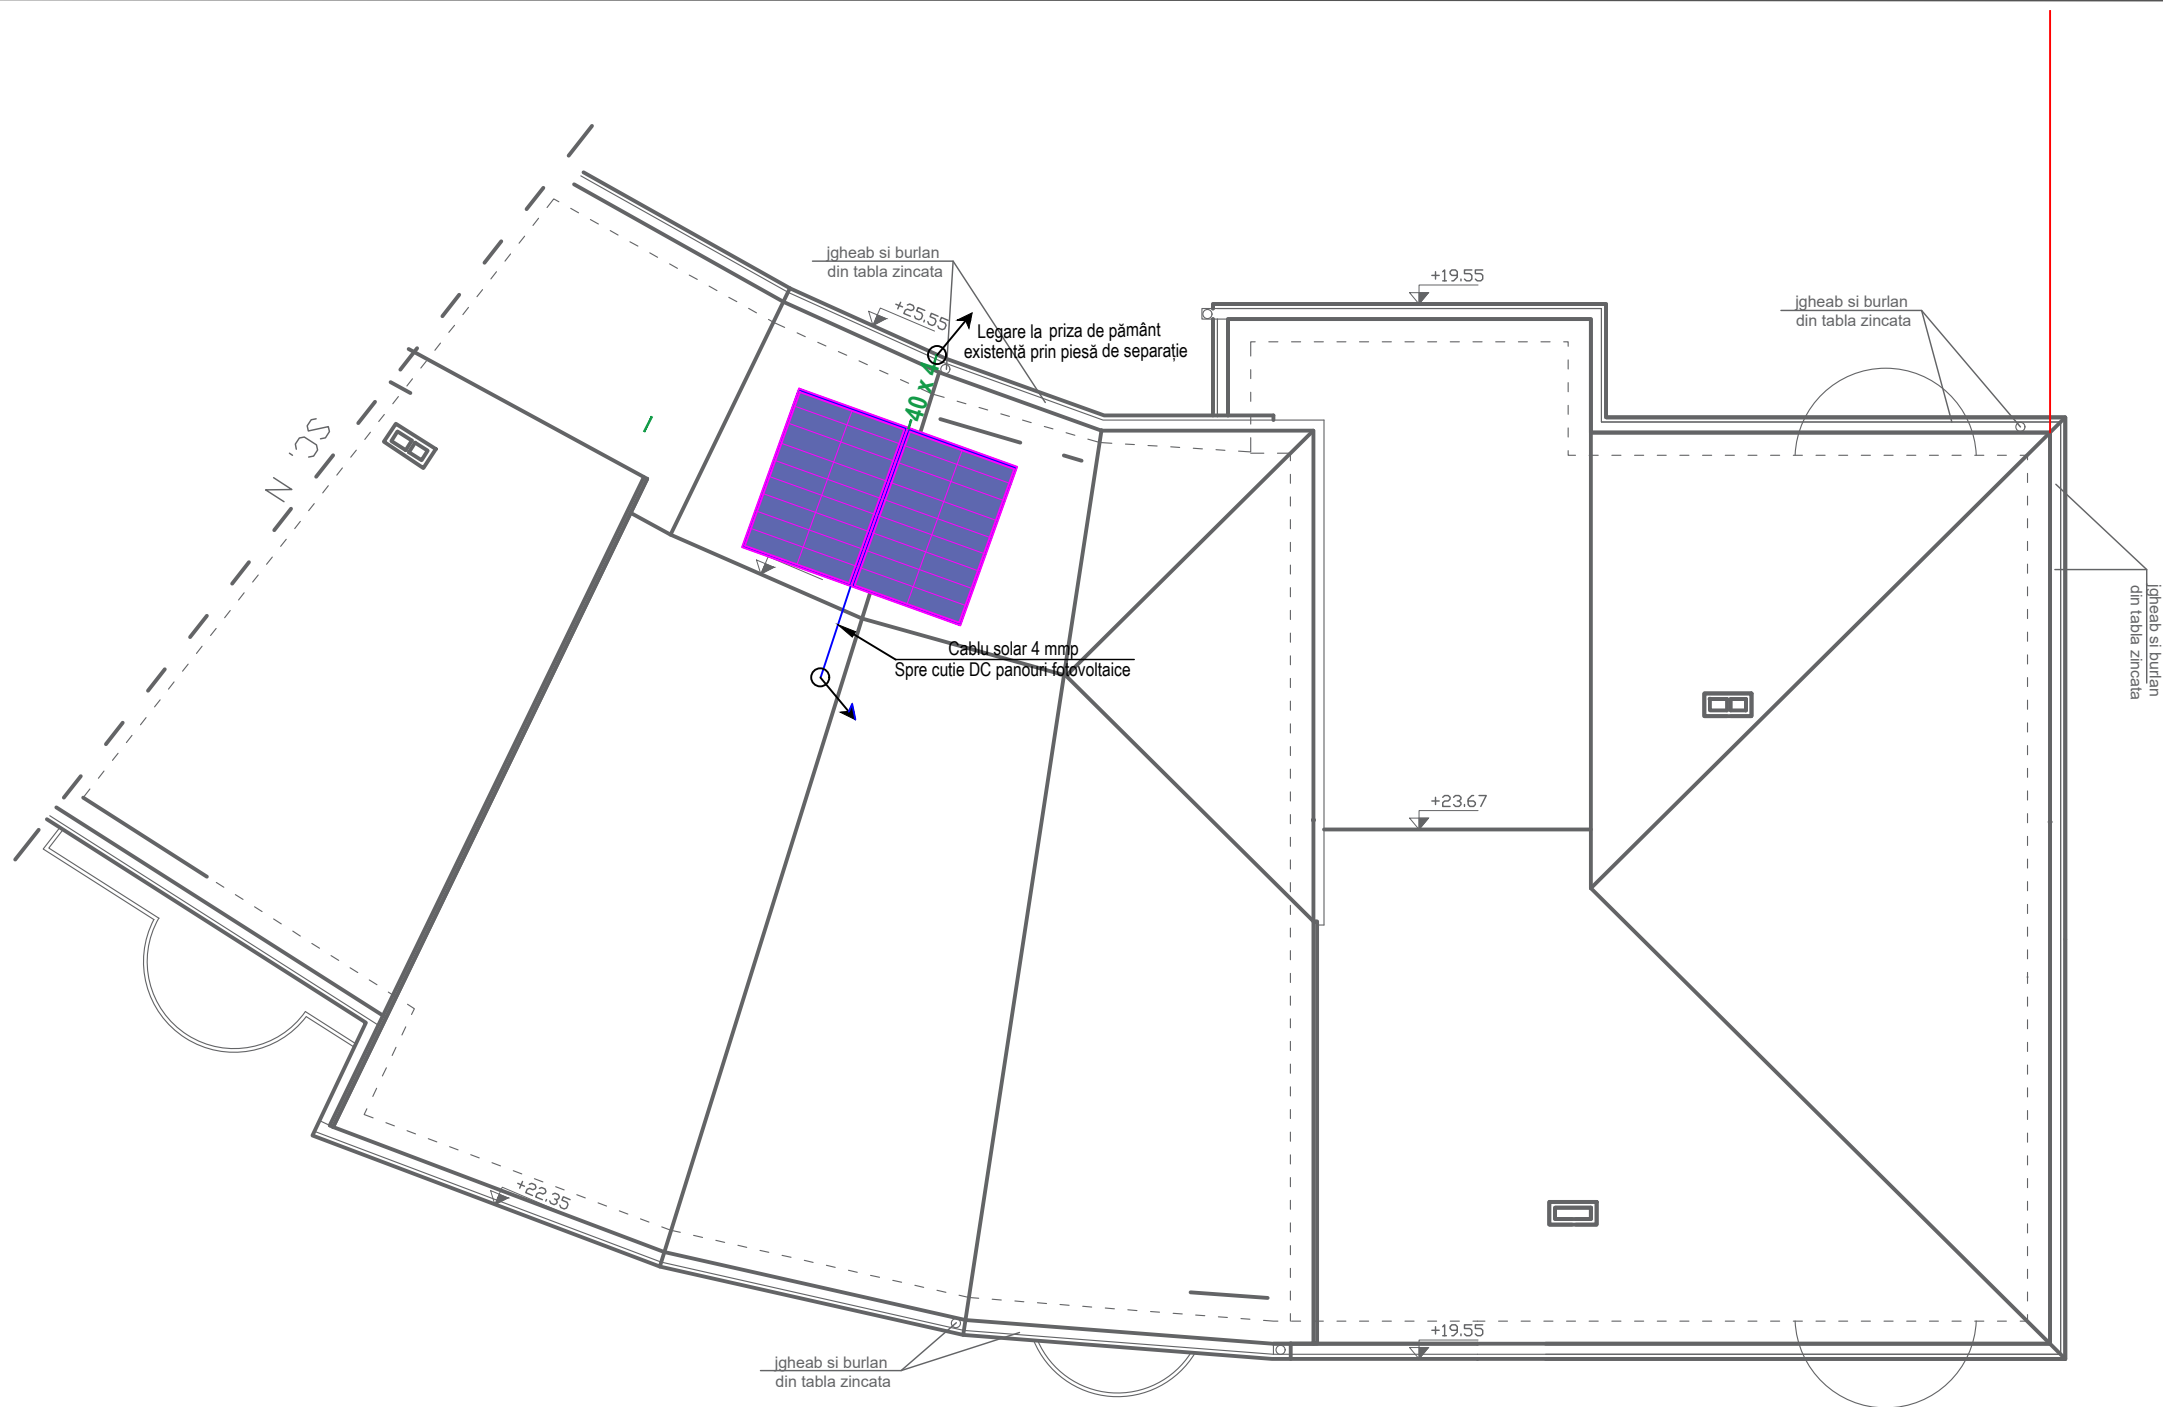 jgheab si burlan
din tabla zincata
+25.55
Legare la priza de pământ
existentă prin piesă de separație
-40 x 4
+19.55
jgheab si burlan
din tabla zincata
SC. N
jgheab si burlan
din tabla zincata
Cablu solar 4 mmp
Spre cutie DC panouri fotovoltaice
+23.67
+22.35
+19.55
jgheab si burlan
din tabla zincata